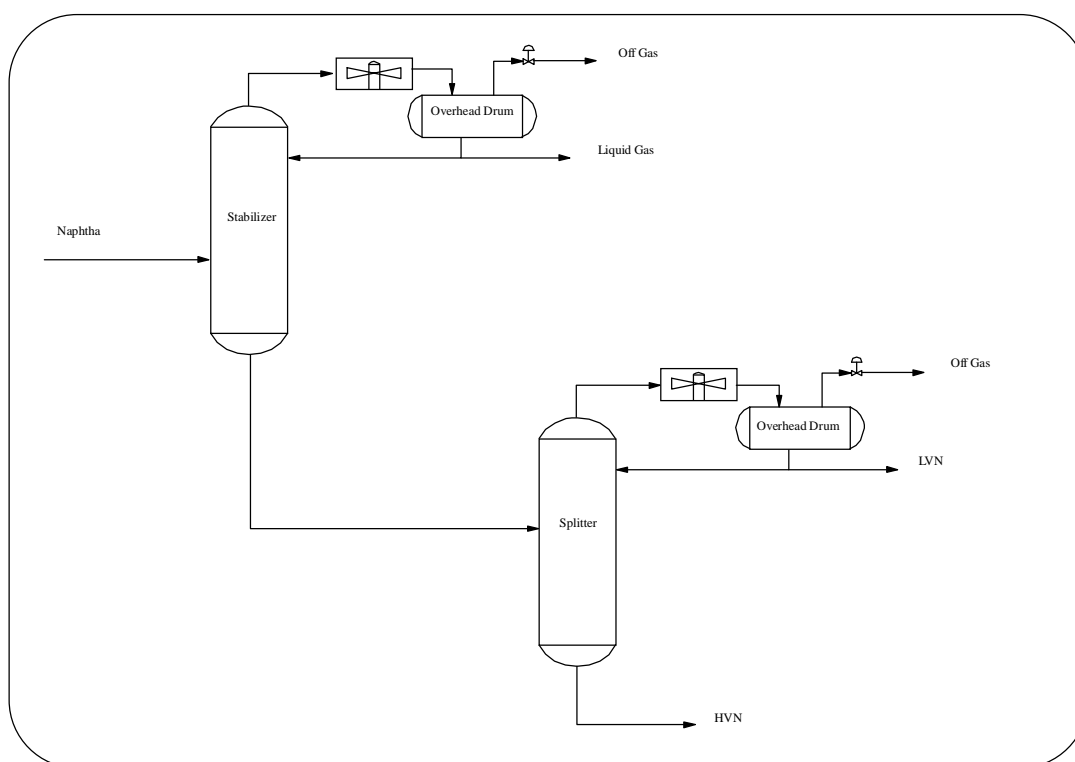 Off Gas
Overhead Drum
Liquid Gas
Stabilizer
Naphtha
Off Gas
Overhead Drum
LVN
Splitter
HVN